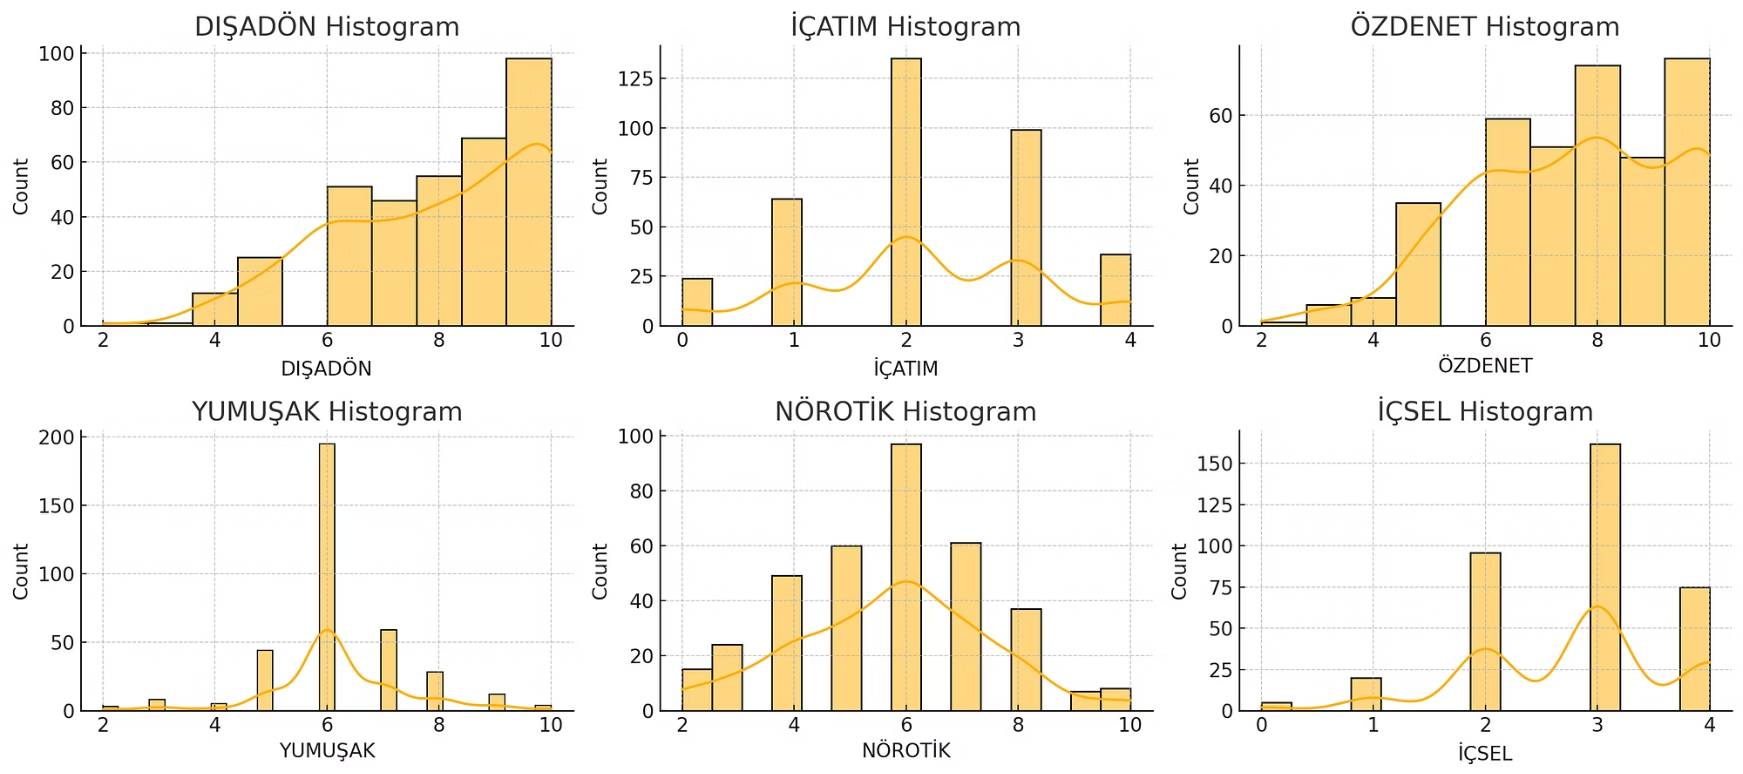 DIŞADÖN Histogram
100
80
60
40
20
0
Count
2 4 6 8 10
DIŞADÖN
İÇATIM Histogram
125
100
75
50
25
0
Count
0 1 2 3 4
İÇATIM
ÖZDENET Histogram
60
40
20
0
Count
2 4 6 8 10
ÖZDENET
YUMUŞAK Histogram
200
150
100
50
0
Count
2 4 6 8 10
YUMUŞAK
NÖROTİK Histogram
100
80
60
40
20
0
Count
2 4 6 8 10
NÖROTİK
İÇSEL Histogram
150
125
100
75
50
25
0
Count
0 1 2 3 4
İÇSEL